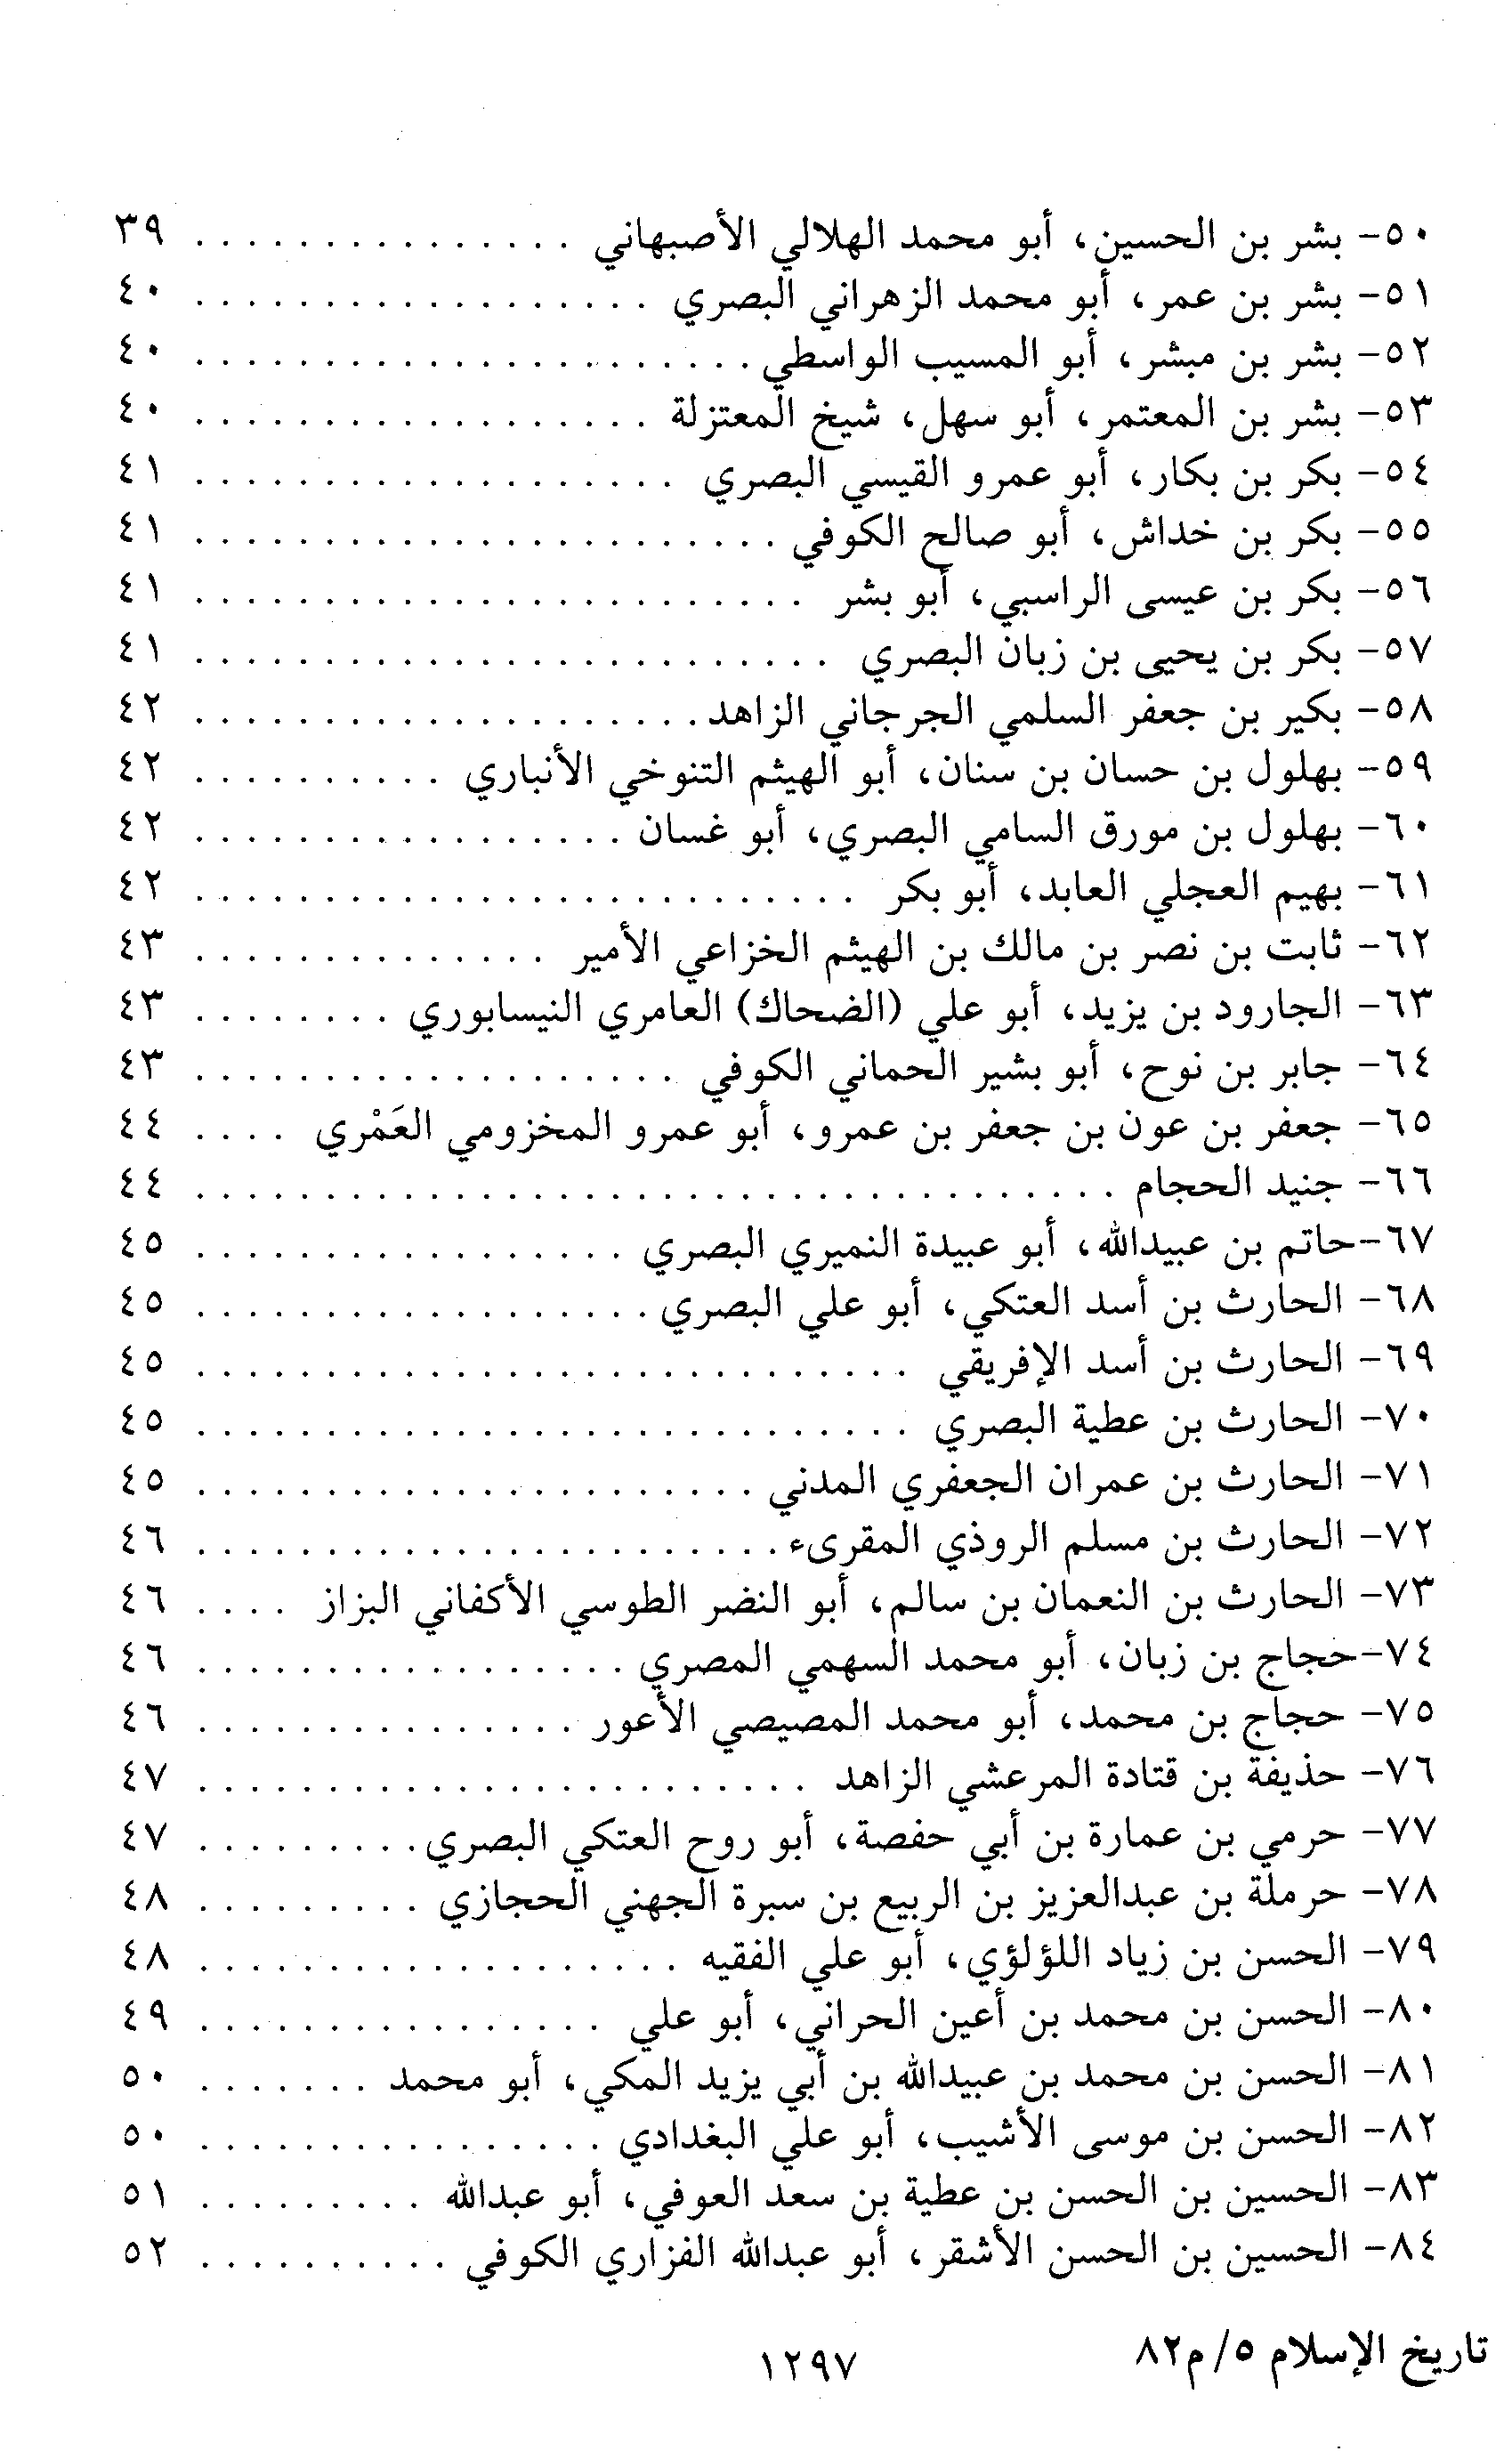 ٥٠- بشر بن الحسين، أبو محمد الهلالي الأصبهاني . . . . . . . . . . . . . . . ٣٩
٥١- بشر بن عمر، أبو محمد الزهراني البصري . . . . . . . . . . . . . . . . . . ٤٠
٥٢- بشر بن مبشر، أبو المسيب الواسطي . . . . . . . . . . . . . . . . . . . . . . ٤٠
٥٣- بشر بن المعتمر، أبو سهل، شيخ المعتزلة . . . . . . . . . . . . . . . . . . ٤٠
٥٤- بكر بن بكار، أبو عمرو القيسي البصري . . . . . . . . . . . . . . . . . . . ٤١
٥٥- بكر بن خداش، أبو صالح الكوفي . . . . . . . . . . . . . . . . . . . . . . . ٤١
٥٦- بكر بن عيسى الراسبي، أبو بشر . . . . . . . . . . . . . . . . . . . . . . . . ٤١
٥٧- بكر بن يحيى بن زبان البصري . . . . . . . . . . . . . . . . . . . . . . . . . ٤١
٥٨- بكير بن جعفر السلمي الجرجاني الزاهد . . . . . . . . . . . . . . . . . . . . ٤٢
٥٩- بهلول بن حسان بن سنان، أبو الهيثم التنوخي الأنباري . . . . . . . . . . ٤٢
٦٠- بهلول بن مورق السامي البصري، أبو غسان . . . . . . . . . . . . . . . . . ٤٢
٦١- بهيم العجلي العابد، أبو بكر . . . . . . . . . . . . . . . . . . . . . . . . . . ٤٢
٦٢- ثابت بن نصر بن مالك بن الهيثم الخزاعي الأمير . . . . . . . . . . . . . . ٤٣
٦٣- الجارود بن يزيد، أبو علي (الضحاك) العامري النيسابوري . . . . . . . . ٤٣
٦٤- جابر بن نوح، أبو بشير الحماني الكوفي . . . . . . . . . . . . . . . . . . . ٤٣
٦٥- جعفر بن عون بن جعفر بن عمرو، أبو عمرو المخزومي العَمْري . . . . ٤٤
٦٦- جنيد الحجام . . . . . . . . . . . . . . . . . . . . . . . . . . . . . . . . . . . . ٤٤
٦٧-حاتم بن عبيدالله، أبو عبيدة النميري البصري . . . . . . . . . . . . . . . . . ٤٥
٦٨- الحارث بن أسد العتكي، أبو علي البصري . . . . . . . . . . . . . . . . . . ٤٥
٦٩- الحارث بن أسد الإفريقي . . . . . . . . . . . . . . . . . . . . . . . . . . . . ٤٥
٧٠- الحارث بن عطية البصري . . . . . . . . . . . . . . . . . . . . . . . . . . . . ٤٥
٧١- الحارث بن عمران الجعفري المدني . . . . . . . . . . . . . . . . . . . . . . ٤٥
٧٢- الحارث بن مسلم الروذي المقرىء . . . . . . . . . . . . . . . . . . . . . . . ٤٦
٧٣- الحارث بن النعمان بن سالم، أبو النضر الطوسي الأكفاني البزاز . . . . ٤٦
٧٤-حجاج بن زبان، أبو محمد السهمي المصري . . . . . . . . . . . . . . . . . ٤٦
٧٥- حجاج بن محمد، أبو محمد المصيصي الأعور . . . . . . . . . . . . . . . ٤٦
٧٦- حذيفة بن قتادة المرعشي الزاهد . . . . . . . . . . . . . . . . . . . . . . . . ٤٧
٧٧- حرمي بن عمارة بن أبي حفصة، أبو روح العتكي البصري . . . . . . . . . ٤٧
٧٨- حرملة بن عبدالعزيز بن الربيع بن سبرة الجهني الحجازي . . . . . . . . . ٤٨
٧٩- الحسن بن زياد اللؤلؤي، أبو علي الفقيه . . . . . . . . . . . . . . . . . . . ٤٨
٨٠- الحسن بن محمد بن أعين الحراني، أبو علي . . . . . . . . . . . . . . . . ٤٩
٨١- الحسن بن محمد بن عبيدالله بن أبي يزيد المكي، أبو محمد . . . . . . . ٥٠
٨٢- الحسن بن موسى الأشيب، أبو علي البغدادي . . . . . . . . . . . . . . . . ٥٠
٨٣- الحسين بن الحسن بن عطية بن سعد العوفي، أبو عبدالله . . . . . . . . . ٥١
٨٤- الحسين بن الحسن الأشقر، أبو عبدالله الفزاري الكوفي . . . . . . . . . . ٥٢
تاريخ الإسلام ٥/ م٨٢
١٢٩٧